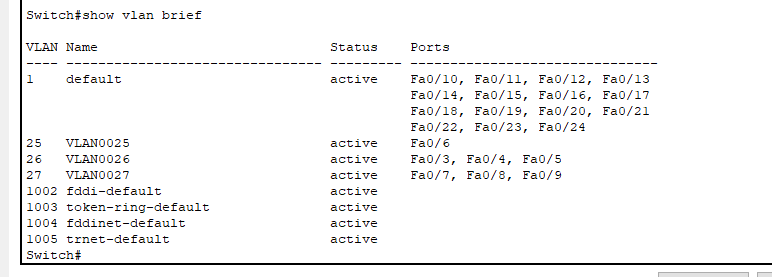 Switch#show vlan brief
VLAN Name                             Status    Ports
---- -------------------------------- --------- -------------------------------
1    default                          active    Fa0/10, Fa0/11, Fa0/12, Fa0/13
                                                Fa0/14, Fa0/15, Fa0/16, Fa0/17
                                                Fa0/18, Fa0/19, Fa0/20, Fa0/21
                                                Fa0/22, Fa0/23, Fa0/24
25   VLAN0025                         active    Fa0/6
26   VLAN0026                         active    Fa0/3, Fa0/4, Fa0/5
27   VLAN0027                         active    Fa0/7, Fa0/8, Fa0/9
1002 fddi-default                     active
1003 token-ring-default               active
1004 fddinet-default                  active
1005 trnet-default                    active
Switch#